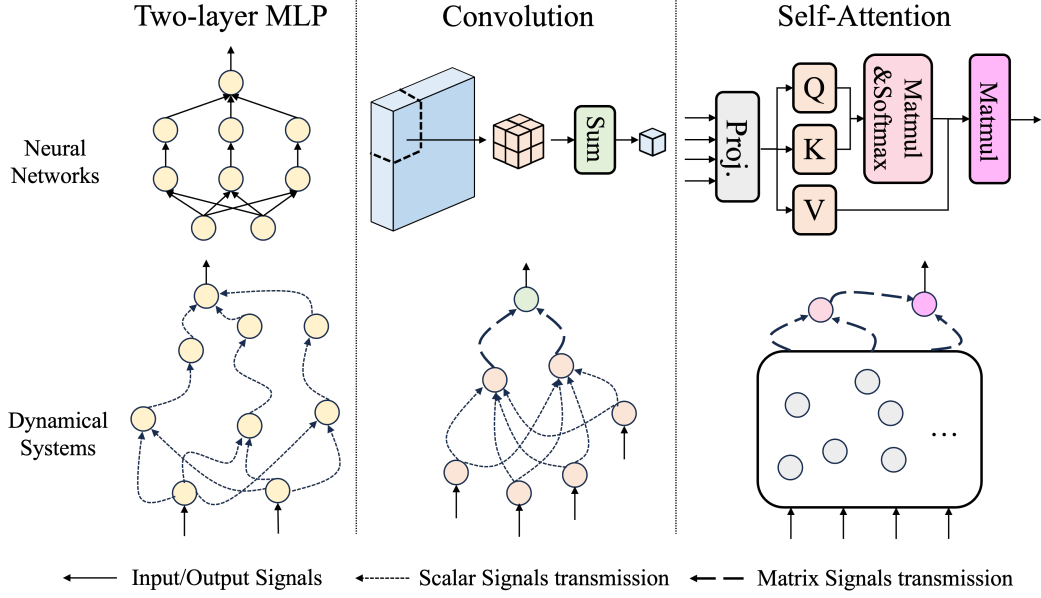 Two-layer MLP
Convolution
Self-Attention
Neural
Networks
Sum
Proj.
Q
K
V
Matmul
&Softmax
Matmul
Dynamical
Systems
...
Input/Output Signals
Scalar Signals transmission
Matrix Signals transmission